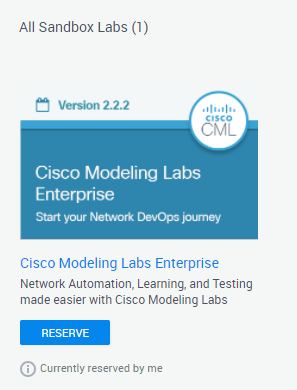 All Sandbox Labs (1)
Version 2.2.2
CISCO
CML
Cisco Modeling Labs
Enterprise
Start your Network DevOps journey
Cisco Modeling Labs Enterprise
Network Automation, Learning, and Testing
made easier with Cisco Modeling Labs
RESERVE
Currently reserved by me